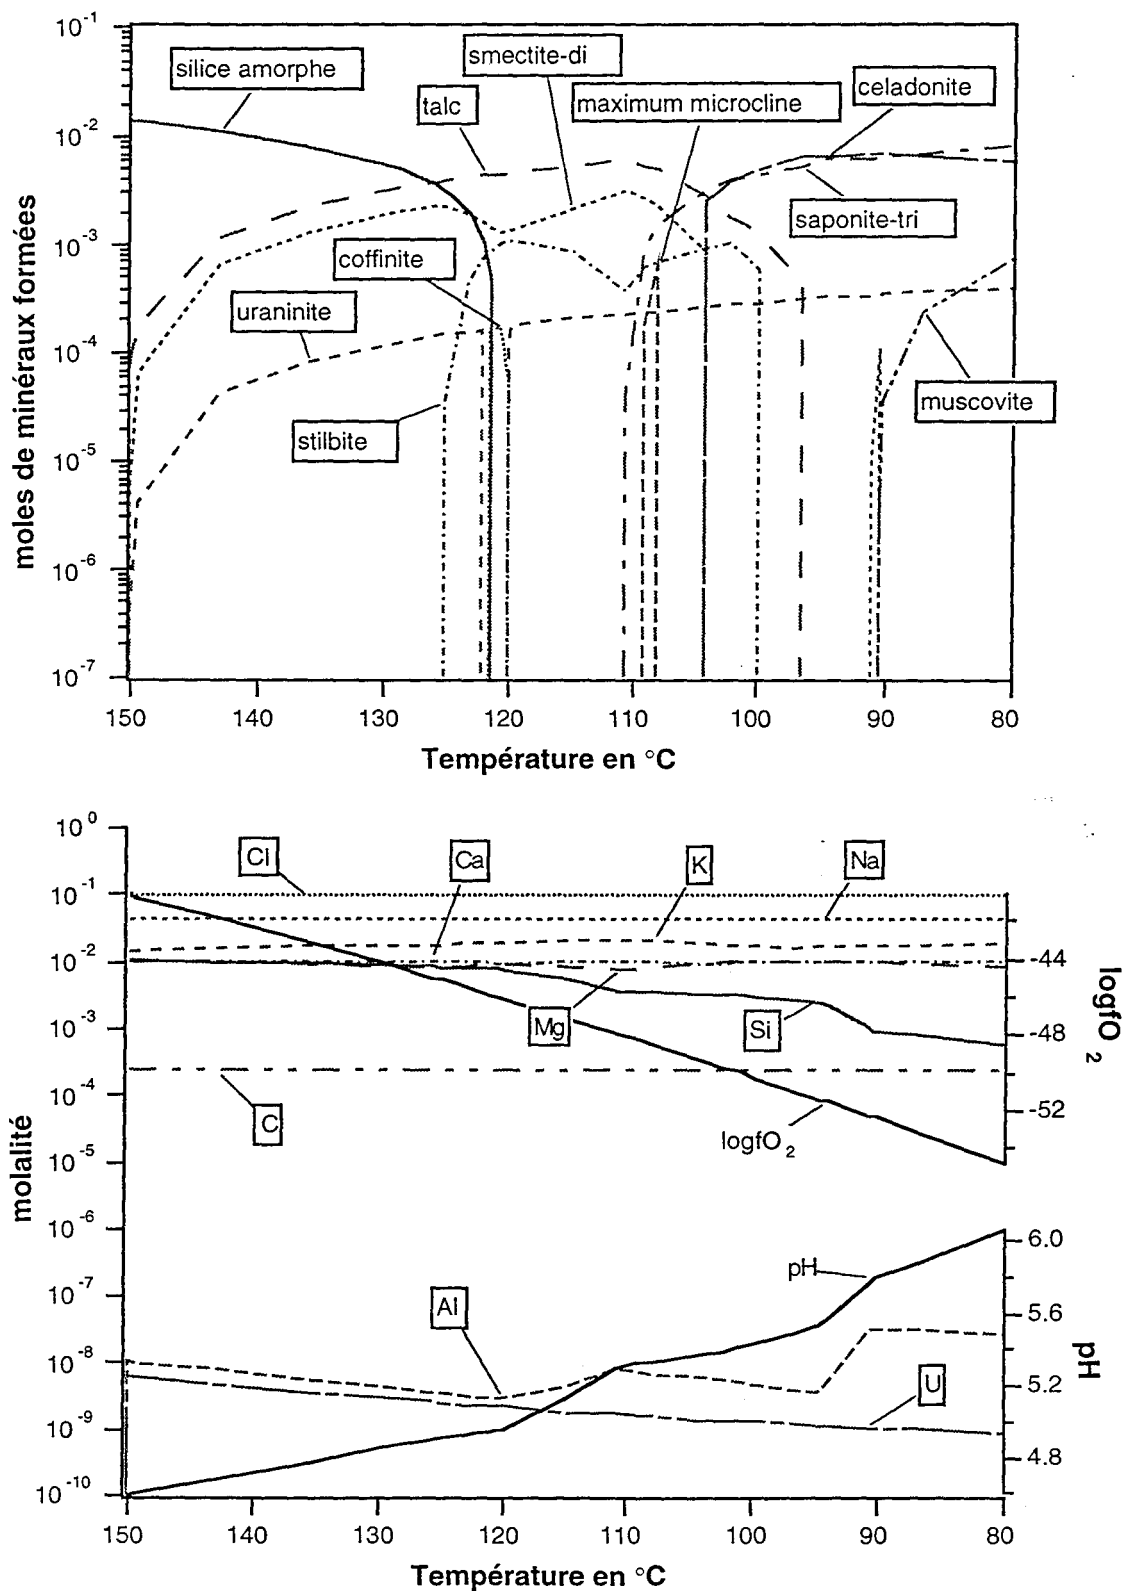 10-1
silice amorphe
smectite-di
talc
maximum microcline
celadonite
10-2
saponite-tri
10-3
coffinite
uraninite
10-4
muscovite
stilbite
10-5
10-6
10-7
moles de minéraux formées
150 140 130 120 110 100 90 80
Température en °C
10 0
Cl Ca K Na
10-1
10-2 -44
Mg Si
10-3 -48
C
10-4 -52
logfO2
10-5
logfO2
molalité
10-6 6.0
pH
10-7 5.6
Al
10-8 5.2
U
10-9 4.8
10-10
pH
150 140 130 120 110 100 90 80
Température en °C